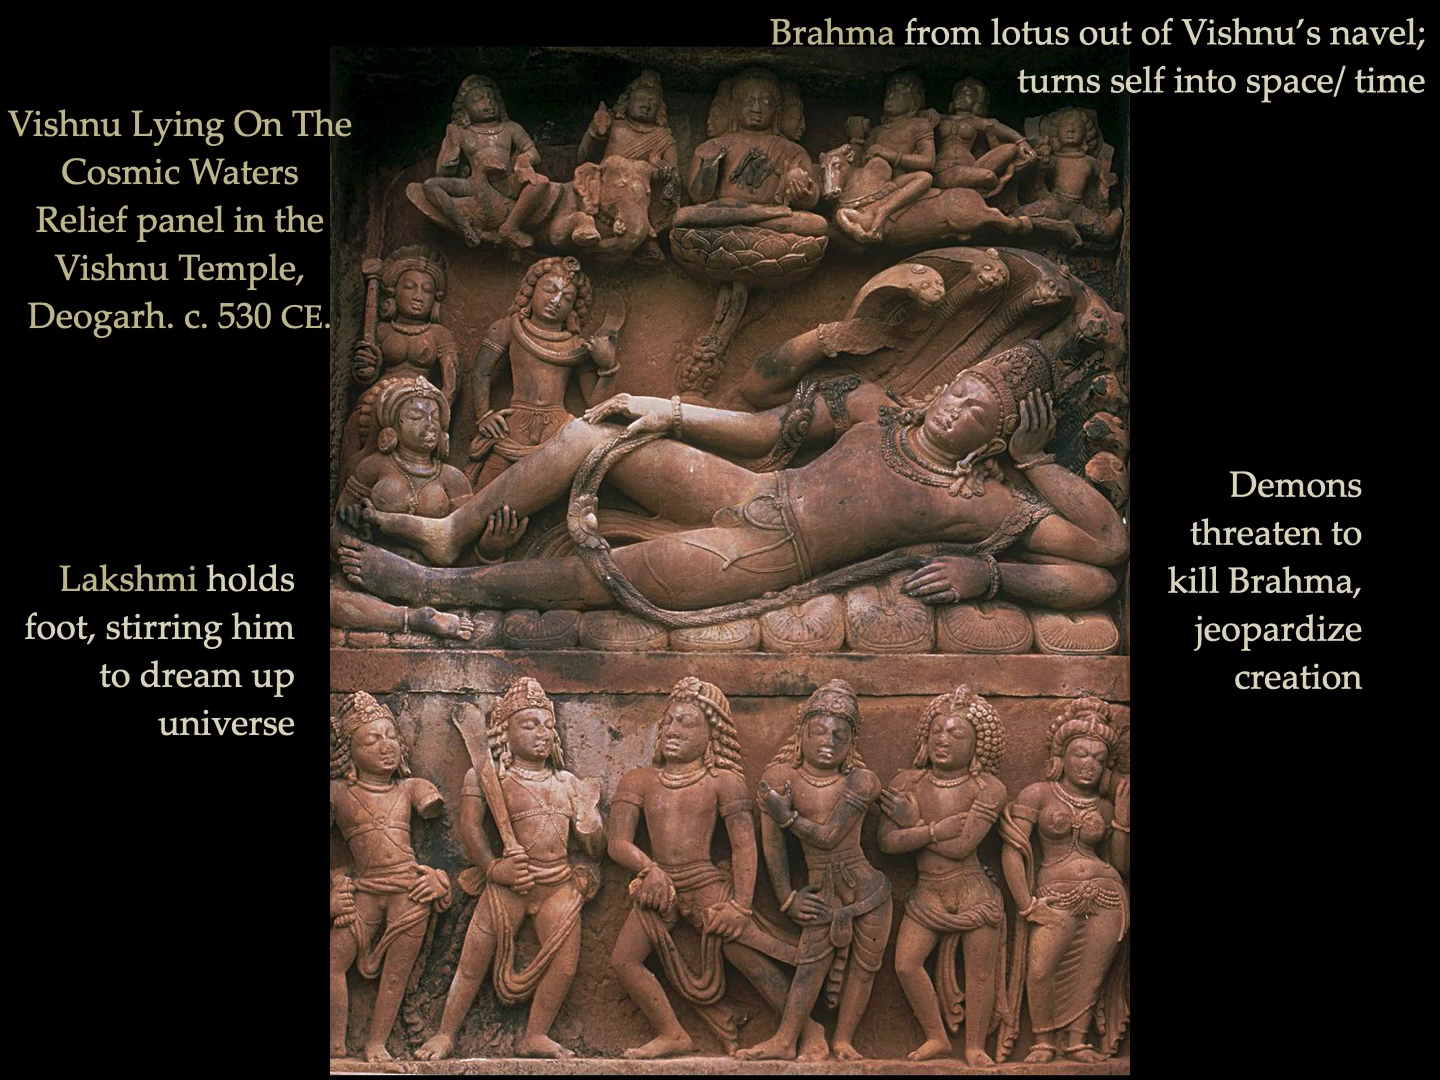 Brahma from lotus out of Vishnu’s navel;
turns self into space/ time
Vishnu Lying On The
Cosmic Waters
Relief panel in the
Vishnu Temple,
Deogarh. c. 530 CE.
Demons
threaten to
kill Brahma,
jeopardize
creation
Lakshmi holds
foot, stirring him
to dream up
universe